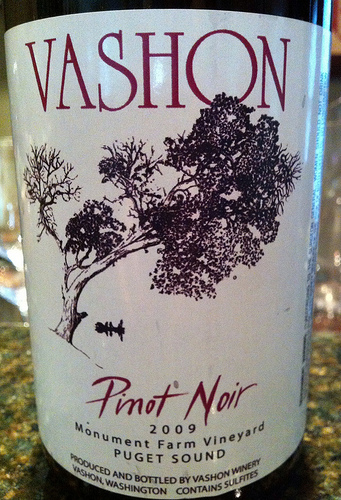 VASHON
Pinot Noir
2009
Monument Farm Vineyard
PUGET SOUND
PRODUCED AND BOTTLED BY VASHON WINERY
VASHON, WASHINGTON CONTAINS SULFITES